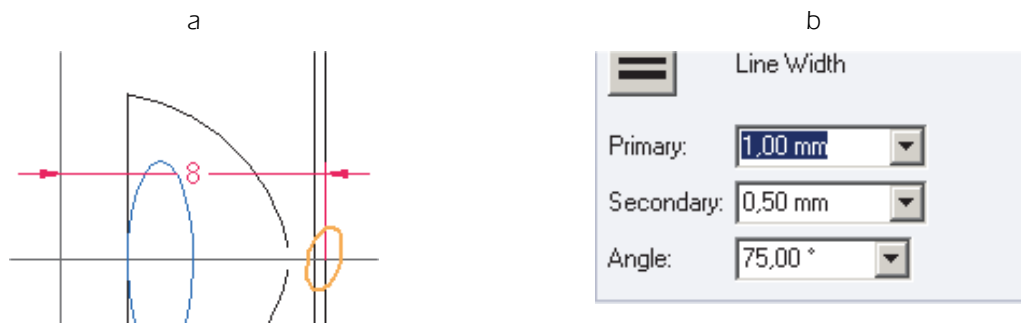 a
8
b
Line Width
Primary: 1,00 mm
Secondary: 0,50 mm
Angle: 75,00 °